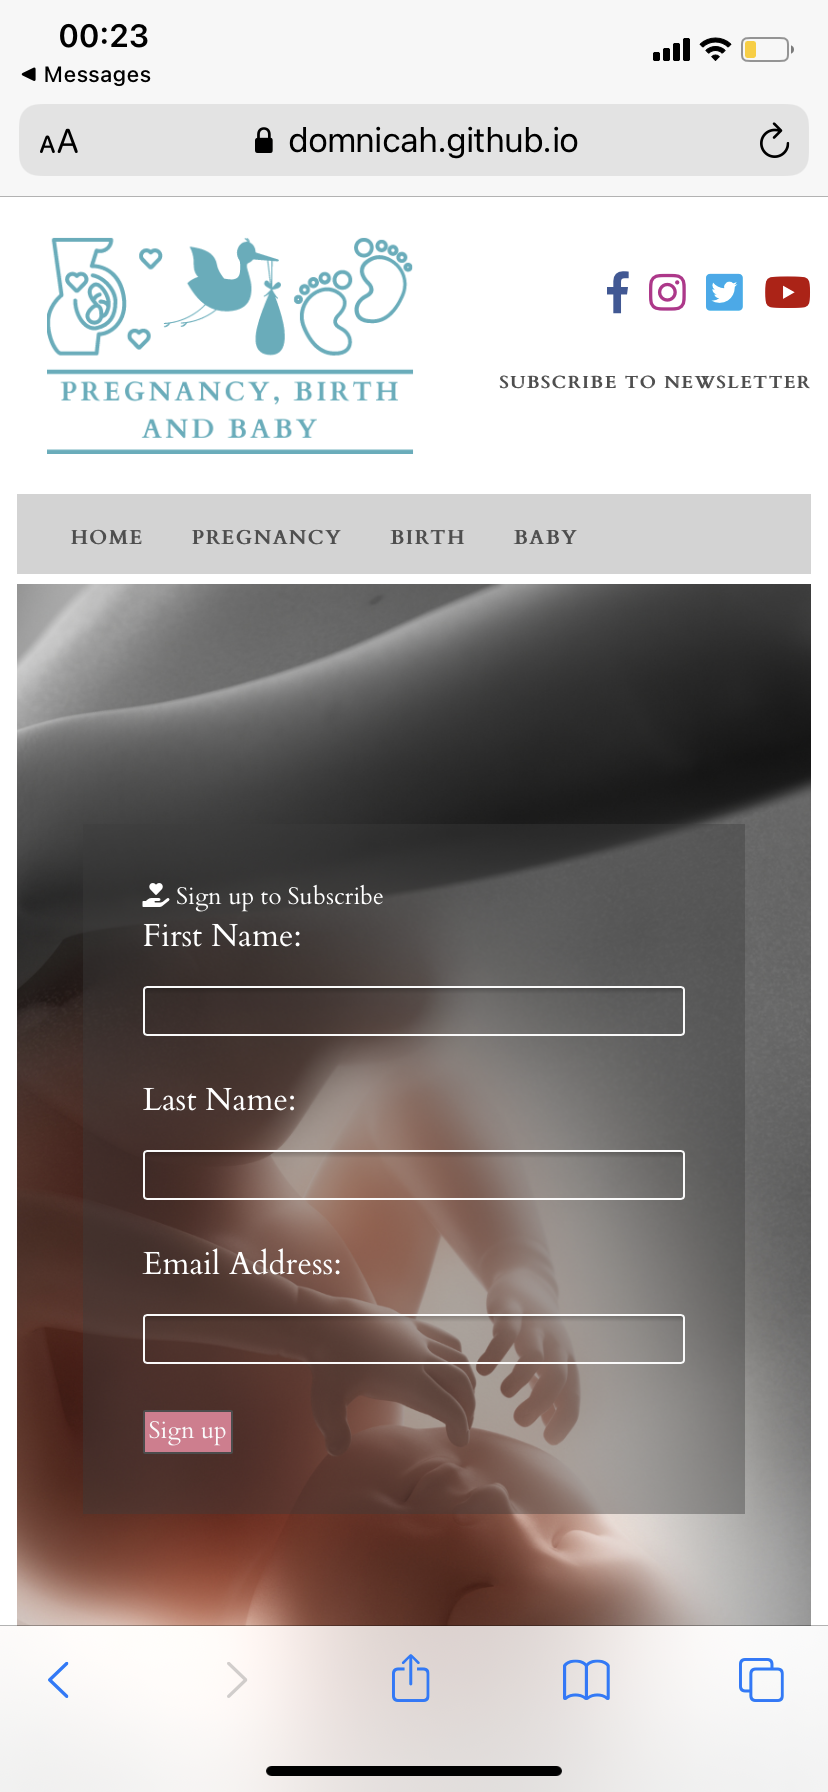 00:23
Messages
AA
domnicah.github.io
PREGNANCY, BIRTH
AND BABY
SUBSCRIBE TO NEWSLETTER
HOME PREGNANCY BIRTH BABY
Sign up to Subscribe
First Name:
Last Name:
Email Address:
Sign up